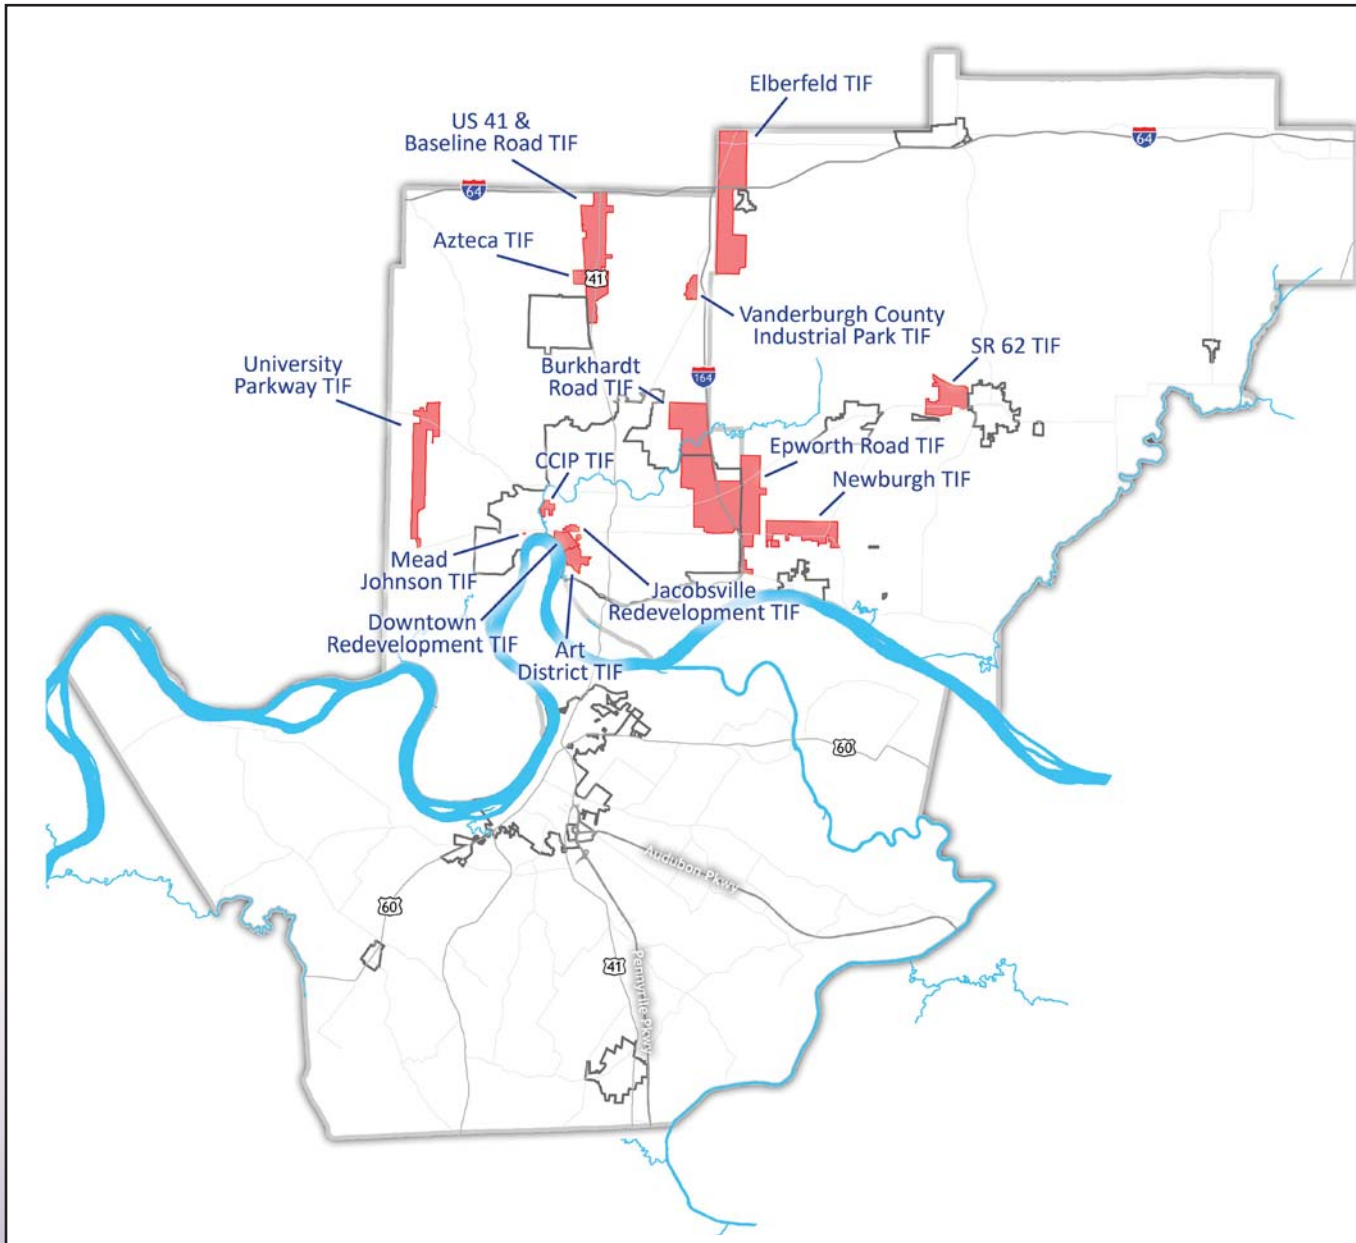 Elberfeld TIF
US 41 &
Baseline Road TIF
64
64
Azteca TIF
41
Vanderburgh County
Industrial Park TIF
SR 62 TIF
University
Parkway TIF
Burkhardt
Road TIF
164
Epworth Road TIF
CCIP TIF
Newburgh TIF
Mead
Johnson TIF
Jacobsville
Redevelopment TIF
Downtown
Redevelopment TIF
Art
District TIF
60
Audubon Pkwy
60
41
Pennyrile Pkwy